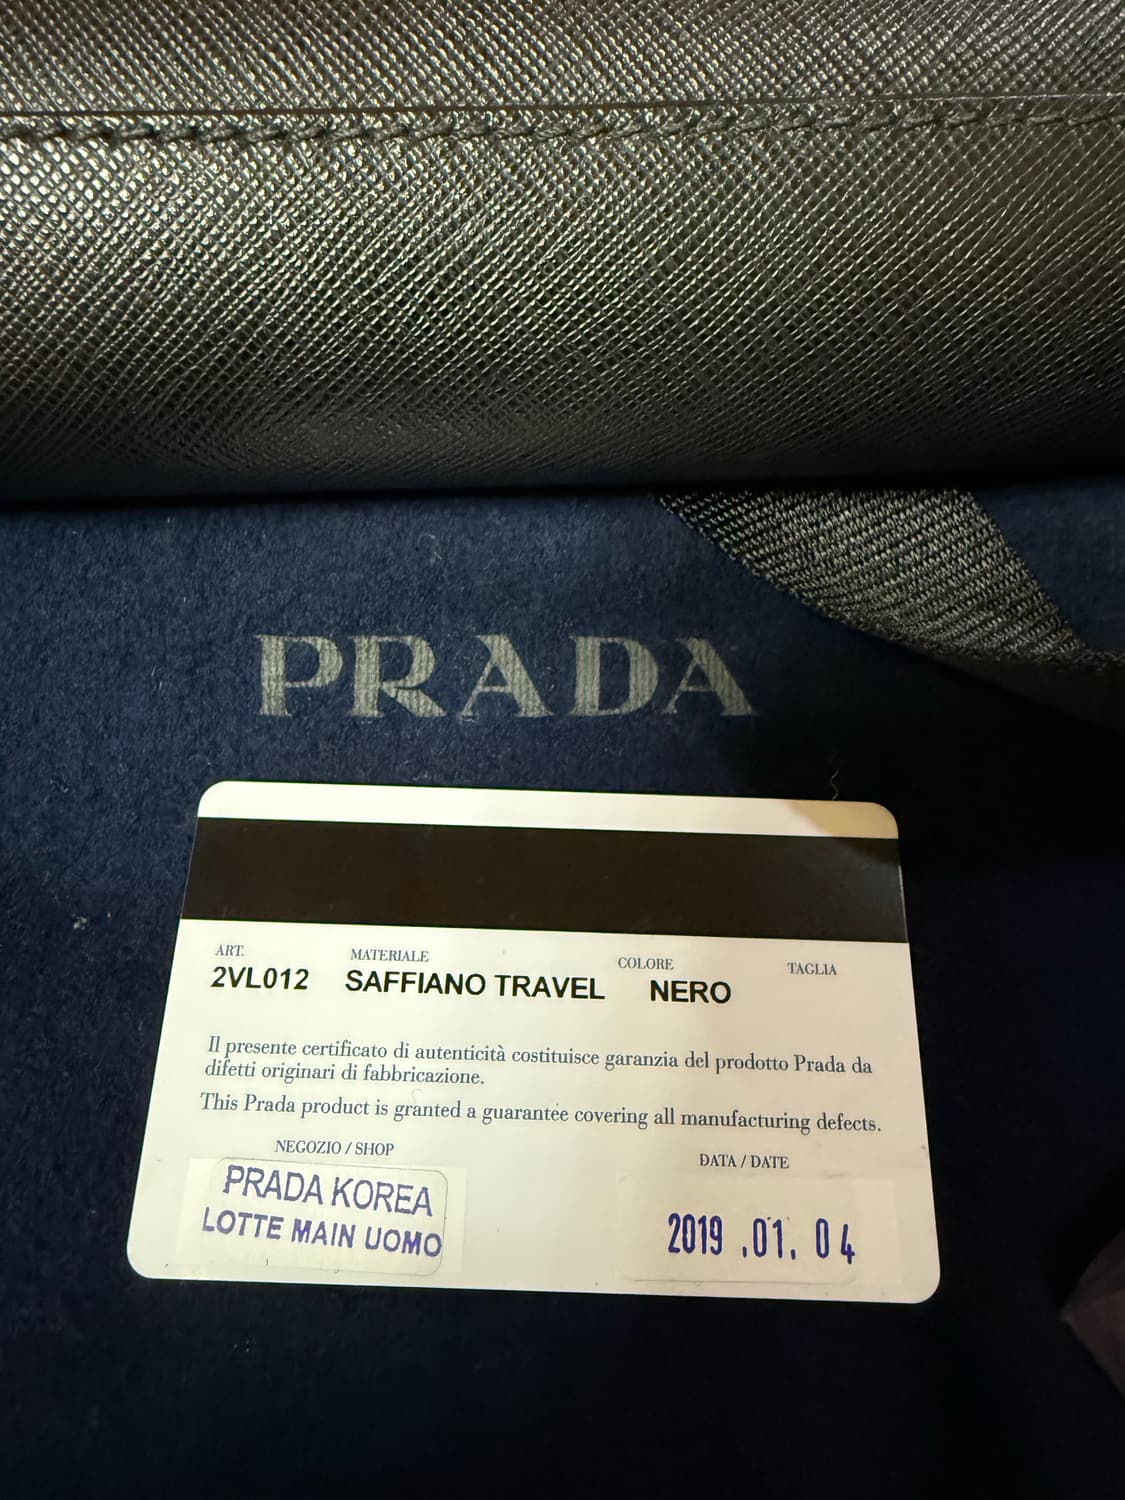 PRADA
ART. MATERIALE COLORE TAGLIA
2VL012 SAFFIANO TRAVEL NERO
Il presente certificato di autenticità costituisce garanzia del prodotto Prada da
difetti originari di fabbricazione.
This Prada product is granted a guarantee covering all manufacturing defects.
NEGOZIO / SHOP
PRADA KOREA
LOTTE MAIN UOMO
DATA / DATE
2019 .01. 04